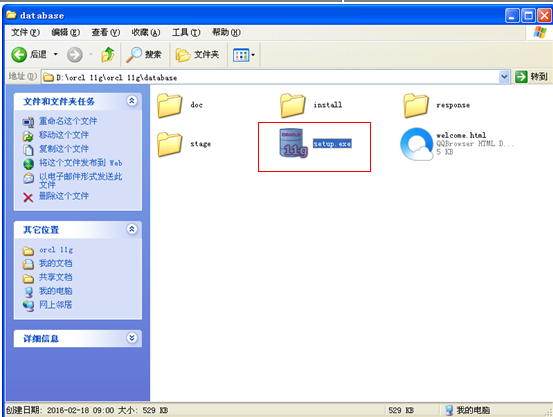 database
文件(F) 编辑(E) 查看(V) 收藏(A) 工具(T) 帮助(H)
后退 搜索 文件夹
地址(D) D:\orcl 11g\orcl 11g\database 转到
文件和文件夹任务
重命名这个文件
移动这个文件
复制这个文件
将这个文件发布到 Web
以电子邮件形式发送此
文件
删除这个文件
其它位置
orcl 11g
我的文档
共享文档
我的电脑
网上邻居
详细信息
doc
install
response
stage
11g
setup.exe
welcome.html
QQBrowser HTML D...
5 KB
创建日期: 2016-02-18 09:00 大小: 529 KB 529 KB 我的电脑